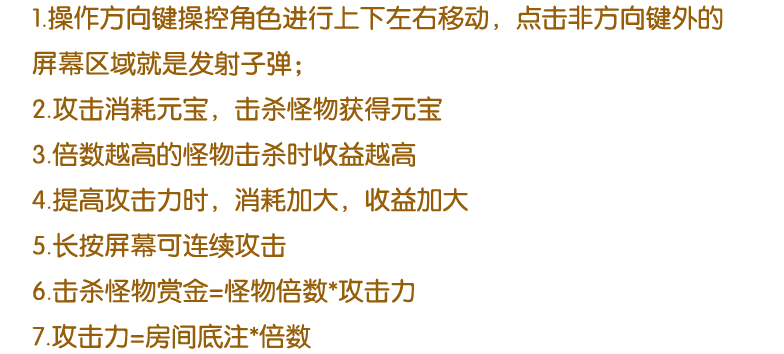 1.操作方向键操控角色进行上下左右移动，点击非方向键外的
屏幕区域就是发射子弹；
2.攻击消耗元宝，击杀怪物获得元宝
3.倍数越高的怪物击杀时收益越高
4.提高攻击力时，消耗加大，收益加大
5.长按屏幕可连续攻击
6.击杀怪物赏金=怪物倍数*攻击力
7.攻击力=房间底注*倍数